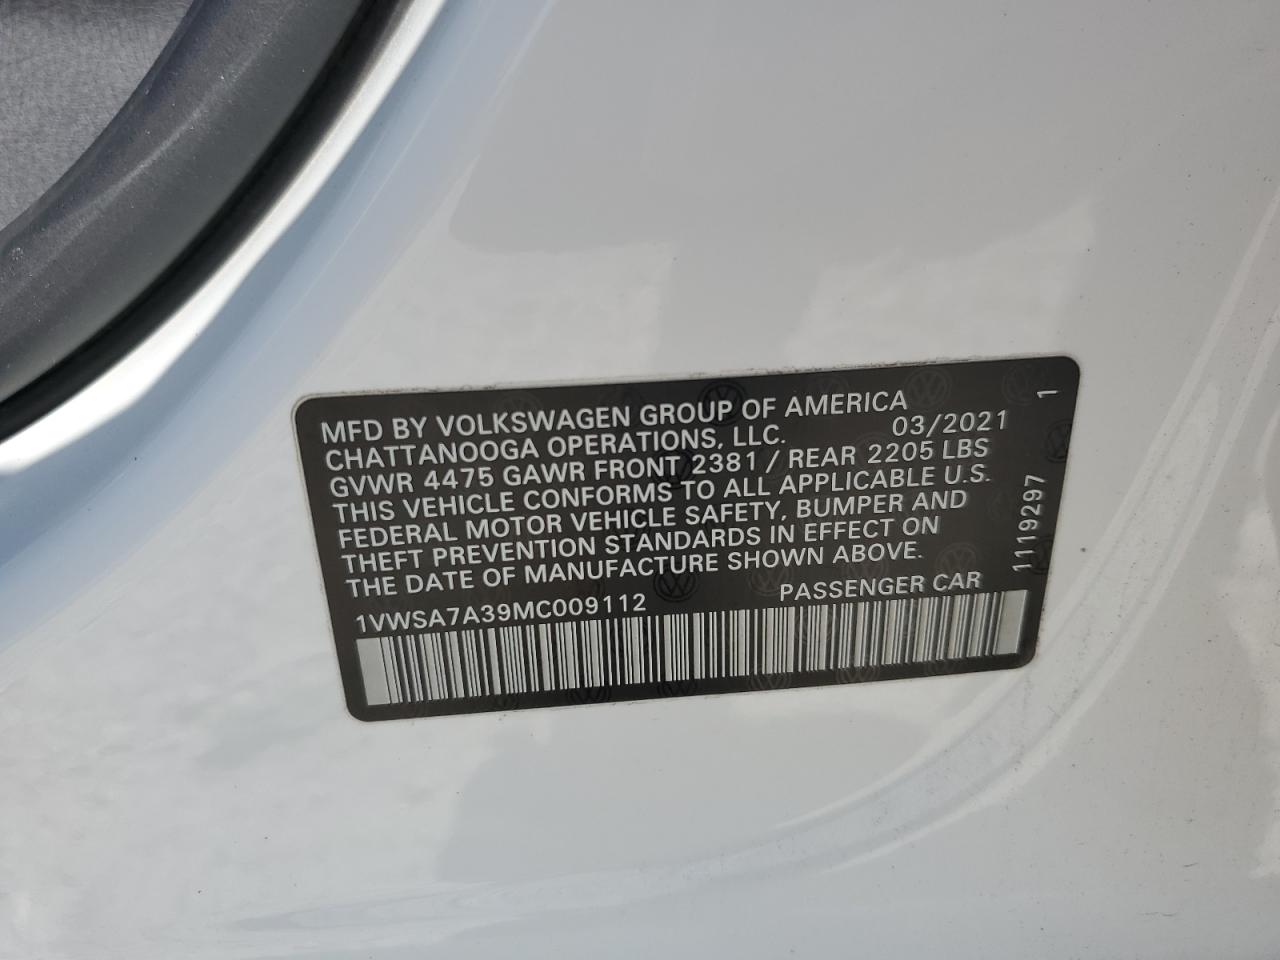 MFD BY VOLKSWAGEN GROUP OF AMERICA
CHATTANOOGA OPERATIONS, LLC. 03/2021 1
GVWR 4475 GAWR FRONT 2381 / REAR 2205 LBS
THIS VEHICLE CONFORMS TO ALL APPLICABLE U.S.
FEDERAL MOTOR VEHICLE SAFETY, BUMPER AND
THEFT PREVENTION STANDARDS IN EFFECT ON
THE DATE OF MANUFACTURE SHOWN ABOVE.
1VWSA7A39MC009112 PASSENGER CAR
1119297